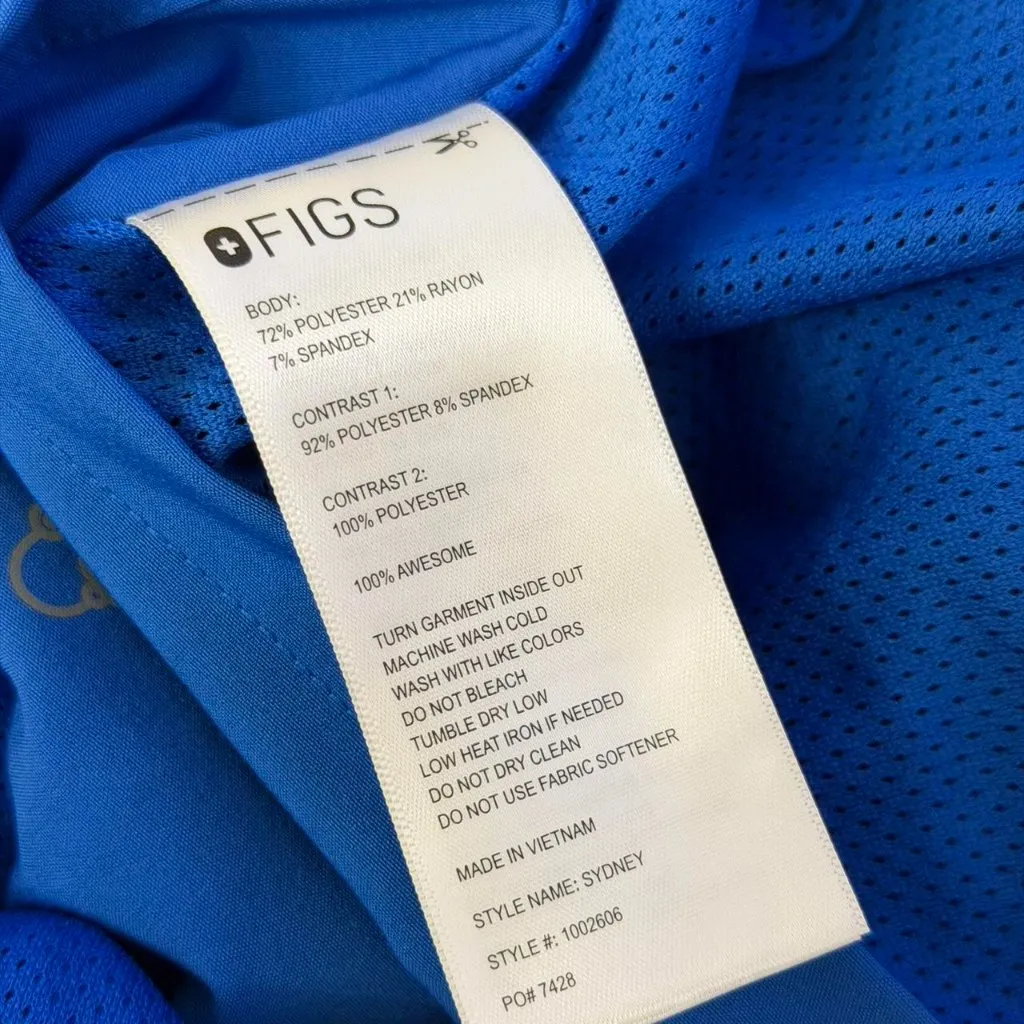 FIGS
BODY:
72% POLYESTER 21% RAYON
7% SPANDEX
CONTRAST 1:
92% POLYESTER 8% SPANDEX
CONTRAST 2:
100% POLYESTER
100% AWESOME
TURN GARMENT INSIDE OUT
MACHINE WASH COLD
WASH WITH LIKE COLORS
DO NOT BLEACH
TUMBLE DRY LOW
LOW HEAT IRON IF NEEDED
DO NOT DRY CLEAN
DO NOT USE FABRIC SOFTENER
MADE IN VIETNAM
STYLE NAME: SYDNEY
STYLE #: 1002606
PO# 7428